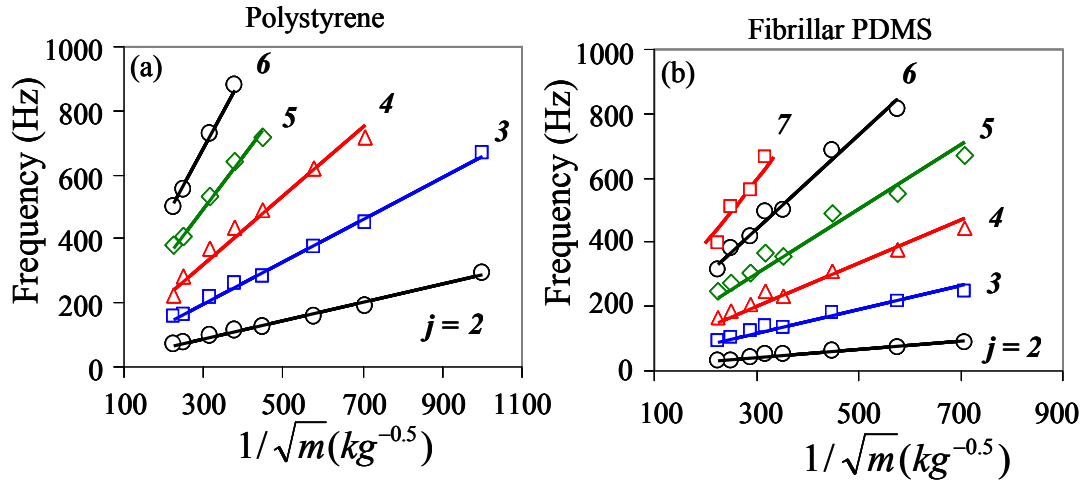 Polystyrene
(a)
Frequency (Hz)
1000
800
600
400
200
0
100 300 500 700 900 1100
6
5
4
3
j = 2
1/√m(kg⁻⁰·⁵)
Fibrillar PDMS
(b)
Frequency (Hz)
1000
800
600
400
200
0
100 300 500 700 900
7
6
5
4
3
j = 2
1/√m(kg⁻⁰·⁵)